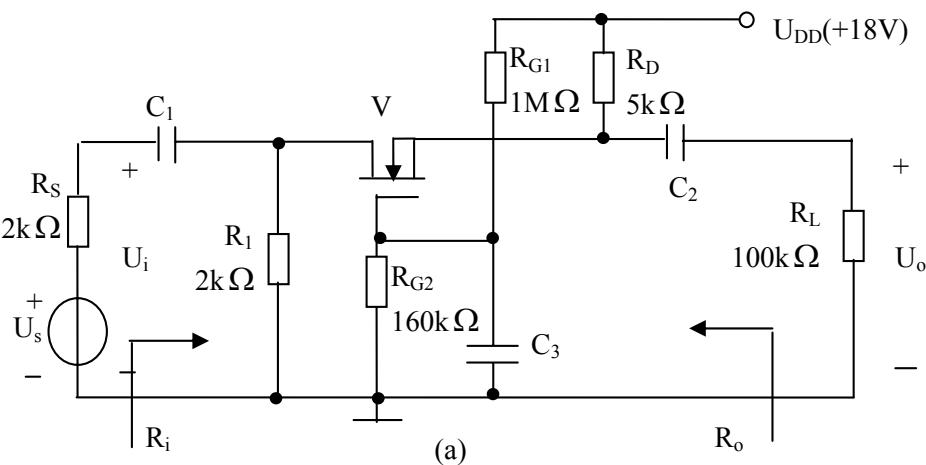 U_DD(+18V)
R_G1
1MΩ
R_D
5kΩ
C_1
V
+
C_2
+
R_S
2kΩ
U_i
R_1
2kΩ
R_G2
160kΩ
R_L
100kΩ
U_o
+
U_s
−
−
C_3
−
R_i
(a)
R_o